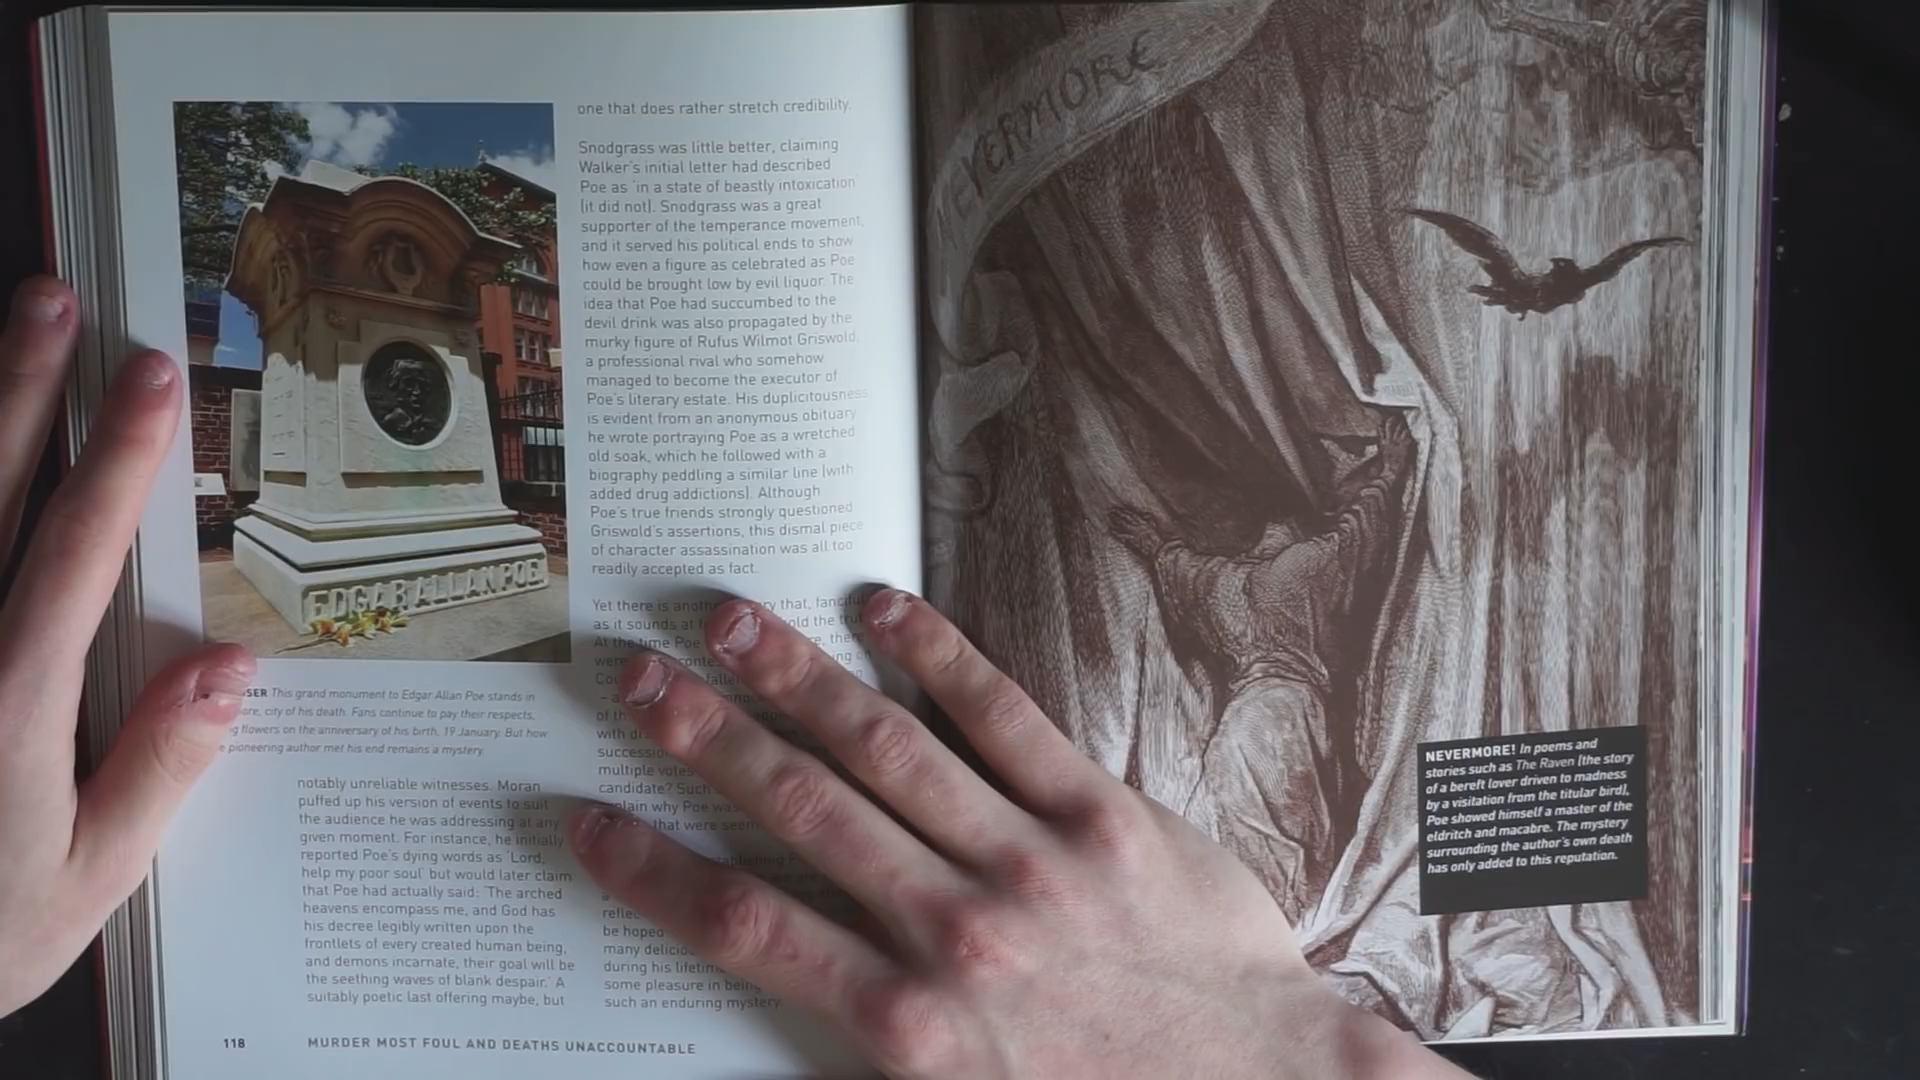 EDGAR ALLAN POE
SER This grand monument to Edgar Allan Poe stands in
ore, city of his death. Fans continue to pay their respects,
g flowers on the anniversary of his birth, 19 January. But how
pioneering author met his end remains a mystery.
notably unreliable witnesses. Moran
puffed up his version of events to suit
the audience he was addressing at any
given moment. For instance, he initially
reported Poe's dying words as 'Lord,
help my poor soul' but would later claim
that Poe had actually said: 'The arched
heavens encompass me, and God has
his decree legibly written upon the
frontlets of every created human being,
and demons incarnate, their goal will be
the seething waves of blank despair.' A
suitably poetic last offering maybe, but
one that does rather stretch credibility.
Snodgrass was little better, claiming
Walker's initial letter had described
Poe as 'in a state of beastly intoxication'
(it did not). Snodgrass was a great
supporter of the temperance movement,
and it served his political ends to show
how even a figure as celebrated as Poe
could be brought low by evil liquor. The
idea that Poe had succumbed to the
devil drink was also propagated by the
murky figure of Rufus Wilmot Griswold,
a professional rival who somehow
managed to become the executor of
Poe's literary estate. His duplicitousness
is evident from an anonymous obituary
he wrote portraying Poe as a wretched
old soak, which he followed with a
biography peddling a similar line (with
added drug addictions). Although
Poe's true friends strongly questioned
Griswold's assertions, this dismal piece
of character assassination was all too
readily accepted as fact.
Yet there is that, fanciful
as it sounds at old the
At the time Poe there
were
– a
of
with
successio
multiple votes
candidate? Such
why Poe was
that were
reflec
be hoped
many delicio
during his lifetime
some pleasure in being
such an enduring mystery.
118 MURDER MOST FOUL AND DEATHS UNACCOUNTABLE
NEVERMORE
NEVERMORE! In poems and
stories such as The Raven (the story
of a bereft lover driven to madness
by a visitation from the titular bird),
Poe showed himself a master of the
eldritch and macabre. The mystery
surrounding the author's own death
has only added to this reputation.